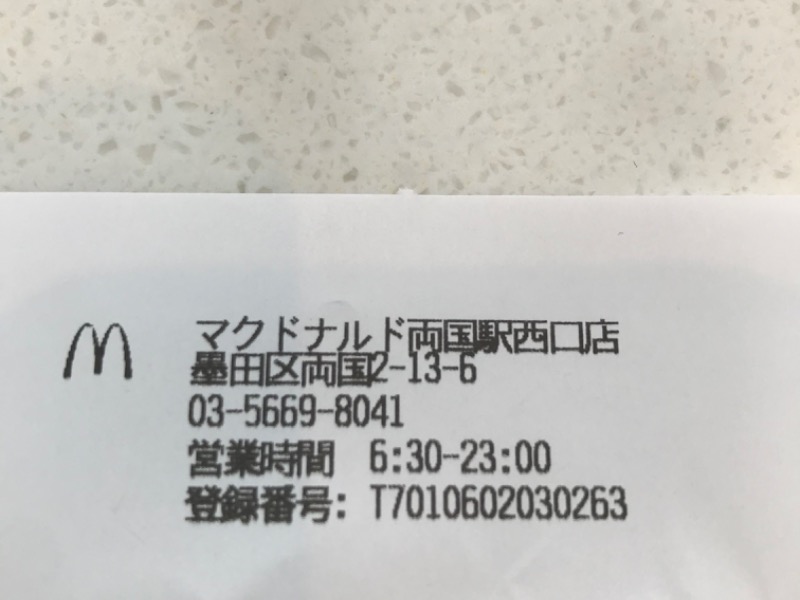 マクドナルド両国駅西口店
墨田区両国2-13-6
03-5669-8041
営業時間 6:30-23:00
登録番号: T7010602030263